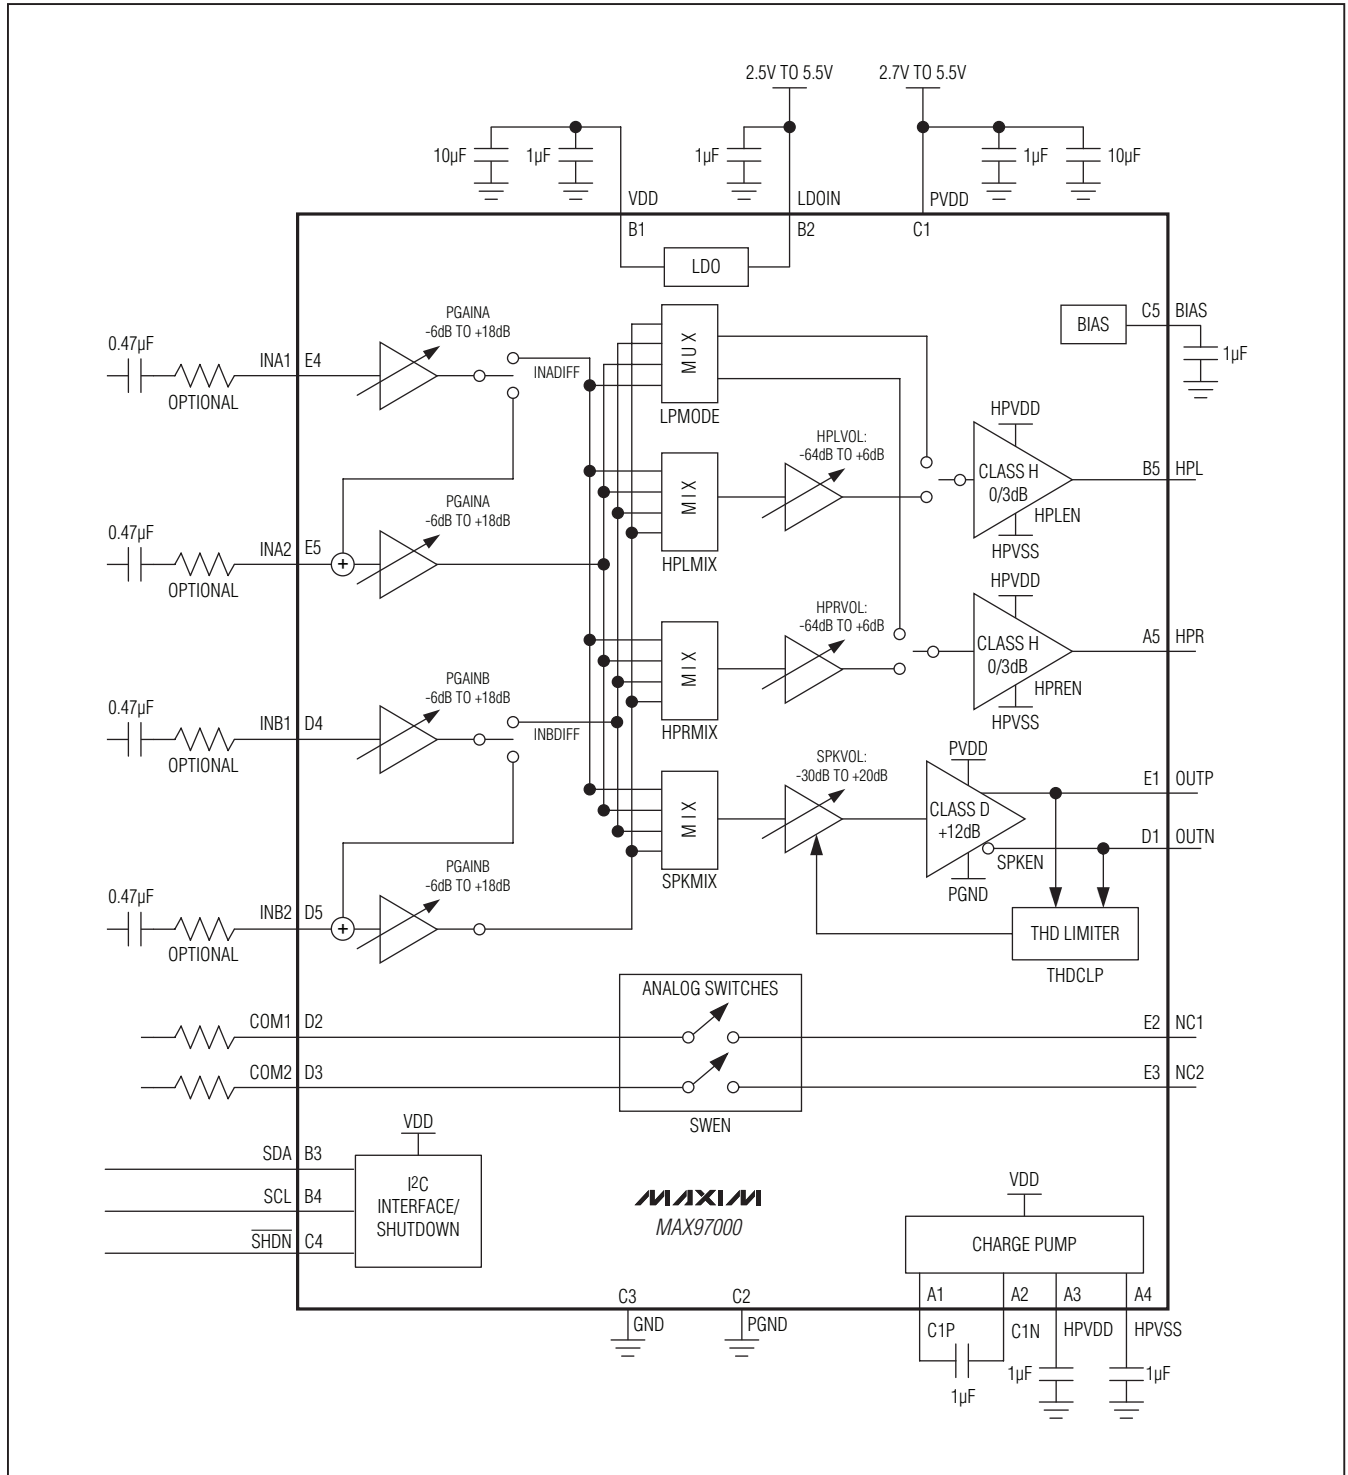 2.5V TO 5.5V
2.7V TO 5.5V
10µF
1µF
1µF
1µF
10µF
VDD
LDOIN
PVDD
B1
B2
C1
LDO
BIAS
C5
BIAS
1µF
0.47µF
INA1
E4
OPTIONAL
PGAINA
-6dB TO +18dB
INADIFF
MUX
LPMODE
HPLVOL:
-64dB TO +6dB
HPVDD
CLASS H
0/3dB
HPLEN
HPVSS
B5
HPL
0.47µF
INA2
E5
OPTIONAL
+
PGAINA
-6dB TO +18dB
MIX
HPLMIX
HPRVOL:
-64dB TO +6dB
HPVDD
CLASS H
0/3dB
HPREN
HPVSS
A5
HPR
0.47µF
INB1
D4
OPTIONAL
PGAINB
-6dB TO +18dB
INBDIFF
MIX
HPRMIX
SPKVOL:
-30dB TO +20dB
PVDD
CLASS D
+12dB
SPKEN
PGND
E1
OUTP
D1
OUTN
0.47µF
INB2
D5
OPTIONAL
+
PGAINB
-6dB TO +18dB
MIX
SPKMIX
THD LIMITER
THDCLP
COM1
D2
COM2
D3
ANALOG SWITCHES
SWEN
E2
NC1
E3
NC2
SDA
B3
SCL
B4
SHDN
C4
VDD
I²C
INTERFACE/
SHUTDOWN
MAXIM
MAX97000
VDD
CHARGE PUMP
C3
GND
C2
PGND
A1
A2
A3
A4
C1P
C1N
HPVDD
HPVSS
1µF
1µF
1µF